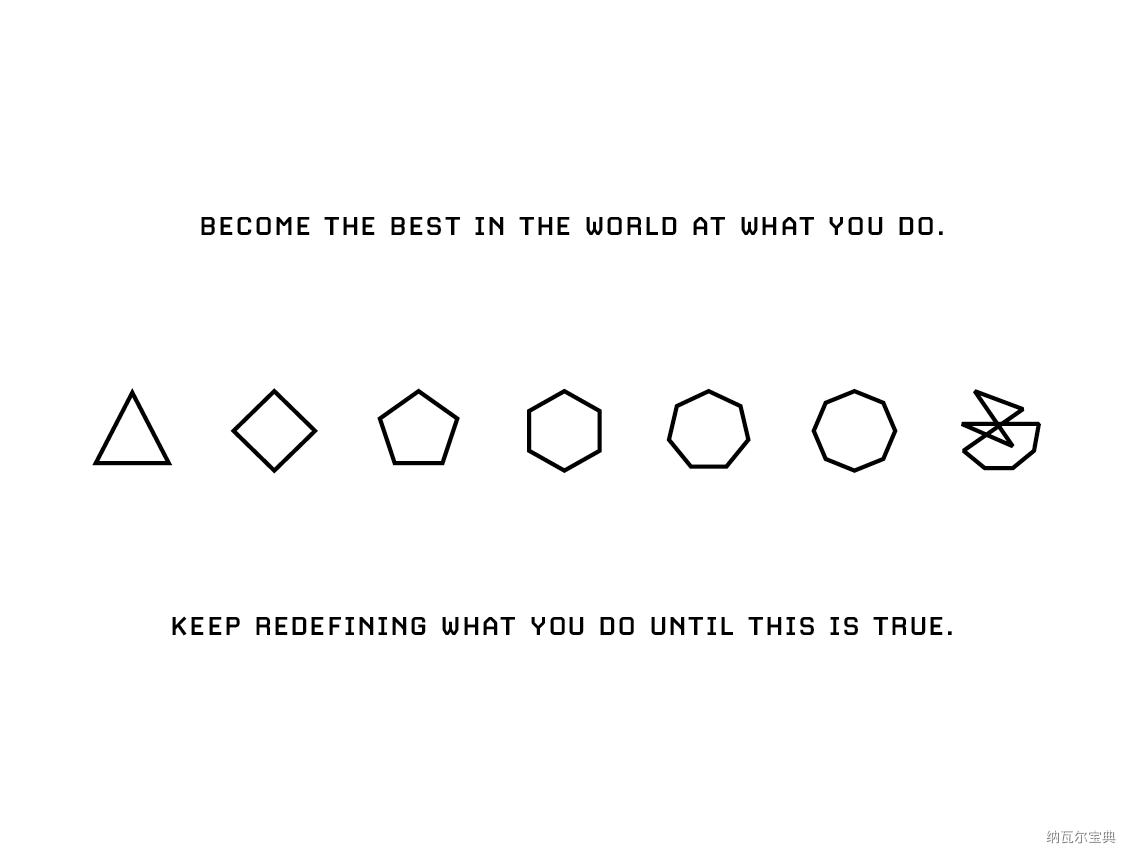 BECOME THE BEST IN THE WORLD AT WHAT YOU DO.
KEEP REDEFINING WHAT YOU DO UNTIL THIS IS TRUE.
纳瓦尔宝典